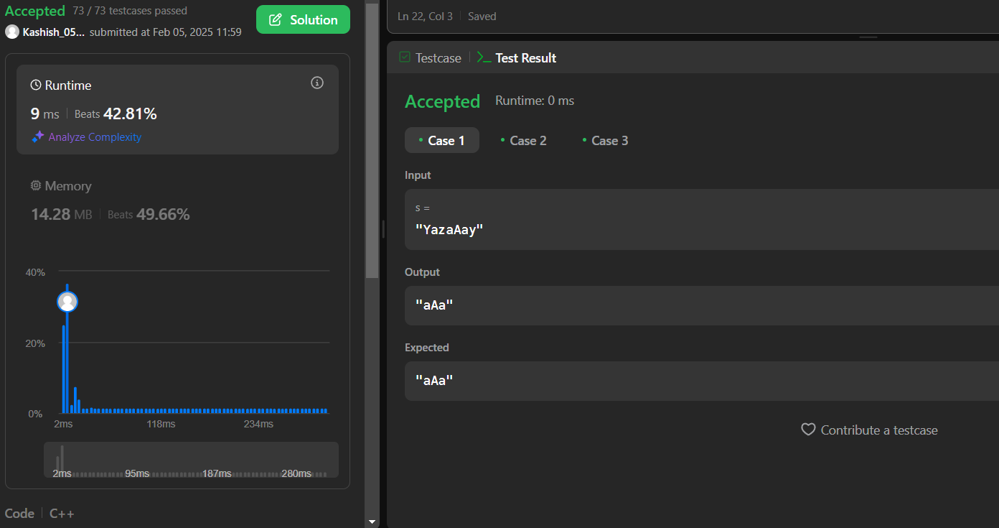 Accepted 73 / 73 testcases passed
Kashish_05... submitted at Feb 05, 2025 11:59
Solution
Runtime
9 ms | Beats 42.81%
Analyze Complexity
Memory
14.28 MB | Beats 49.66%
40%
20%
0%
2ms 118ms 234ms
2ms 95ms 187ms 280ms
Code | C++
Ln 22, Col 3 | Saved
Testcase | >_ Test Result
Accepted Runtime: 0 ms
• Case 1 • Case 2 • Case 3
Input
s =
"YazaAay"
Output
"aAa"
Expected
"aAa"
Contribute a testcase